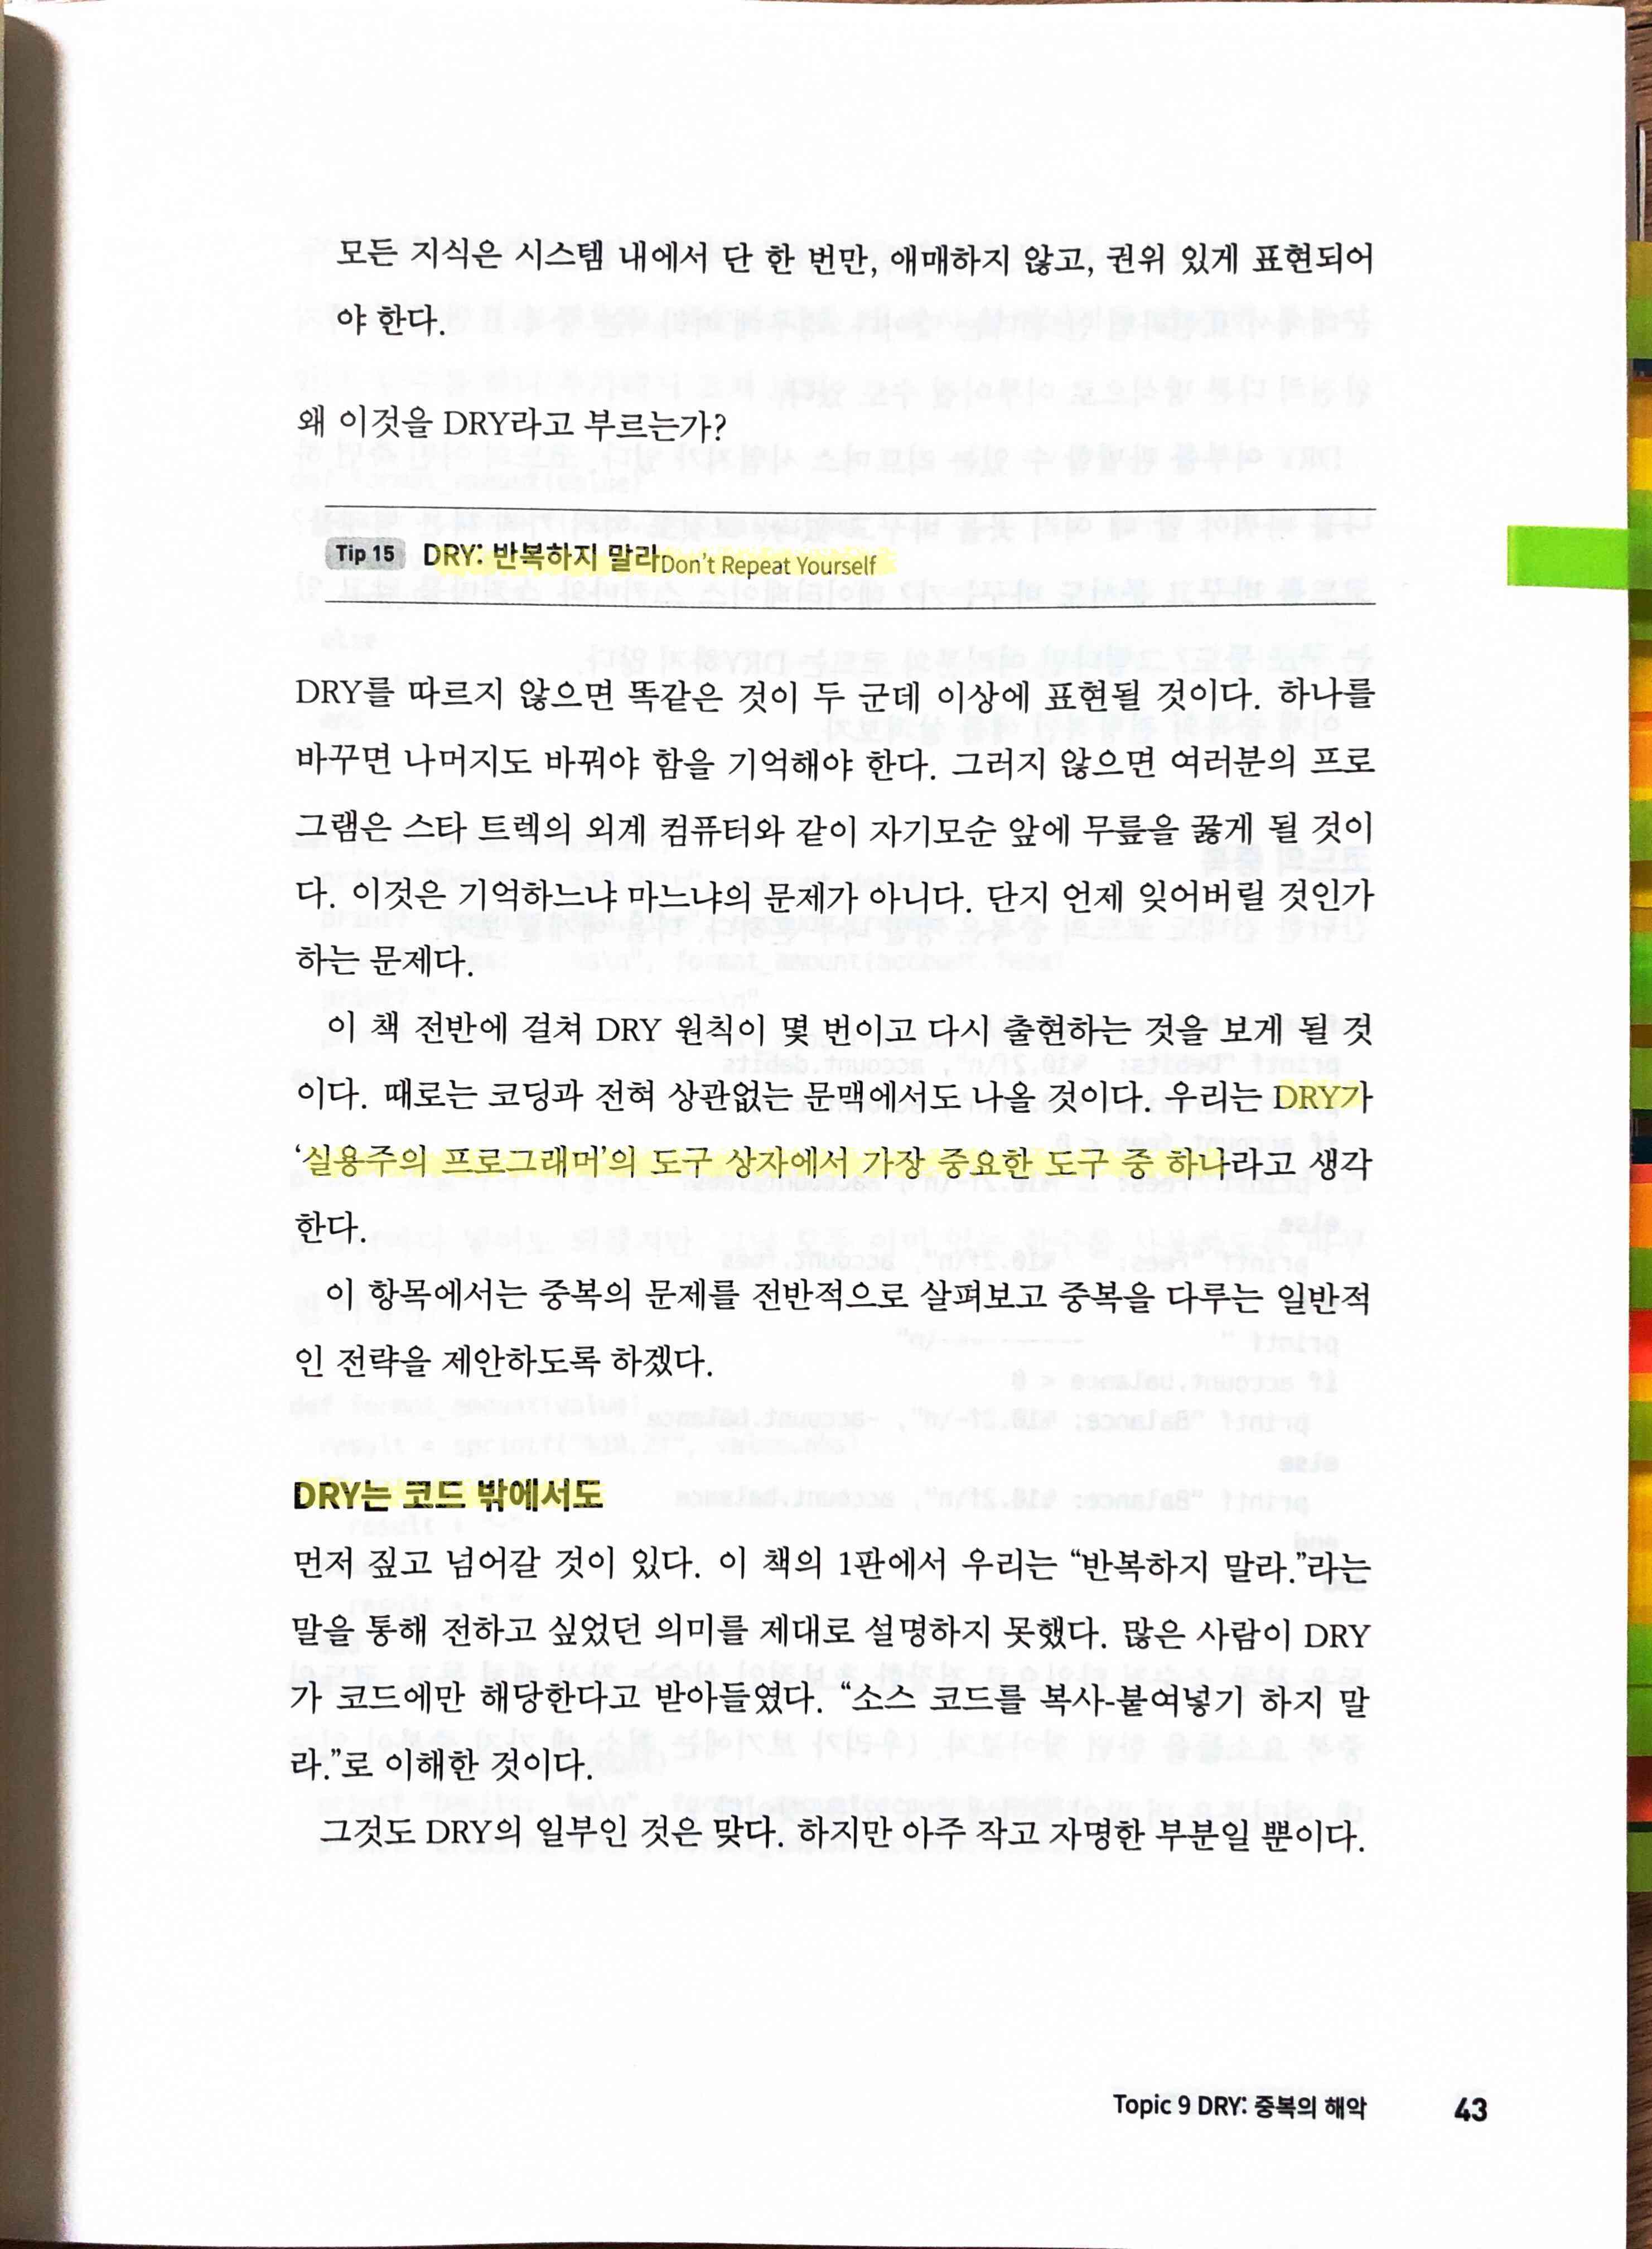 모든 지식은 시스템 내에서 단 한 번만, 애매하지 않고, 권위 있게 표현되어
야 한다.
왜 이것을 DRY라고 부르는가?
Tip 15 DRY: 반복하지 말라Don't Repeat Yourself
DRY를 따르지 않으면 똑같은 것이 두 군데 이상에 표현될 것이다. 하나를
바꾸면 나머지도 바꿔야 함을 기억해야 한다. 그러지 않으면 여러분의 프로
그램은 스타 트렉의 외계 컴퓨터와 같이 자기모순 앞에 무릎을 꿇게 될 것이
다. 이것은 기억하느냐 마느냐의 문제가 아니다. 단지 언제 잊어버릴 것인가
하는 문제다.
이 책 전반에 걸쳐 DRY 원칙이 몇 번이고 다시 출현하는 것을 보게 될 것
이다. 때로는 코딩과 전혀 상관없는 문맥에서도 나올 것이다. 우리는 DRY가
‘실용주의 프로그래머’의 도구 상자에서 가장 중요한 도구 중 하나라고 생각
한다.
이 항목에서는 중복의 문제를 전반적으로 살펴보고 중복을 다루는 일반적
인 전략을 제안하도록 하겠다.
DRY는 코드 밖에서도
먼저 짚고 넘어갈 것이 있다. 이 책의 1판에서 우리는 “반복하지 말라.”라는
말을 통해 전하고 싶었던 의미를 제대로 설명하지 못했다. 많은 사람이 DRY
가 코드에만 해당한다고 받아들였다. “소스 코드를 복사-붙여넣기 하지 말
라.”로 이해한 것이다.
그것도 DRY의 일부인 것은 맞다. 하지만 아주 작고 자명한 부분일 뿐이다.
Topic 9 DRY: 중복의 해악 43